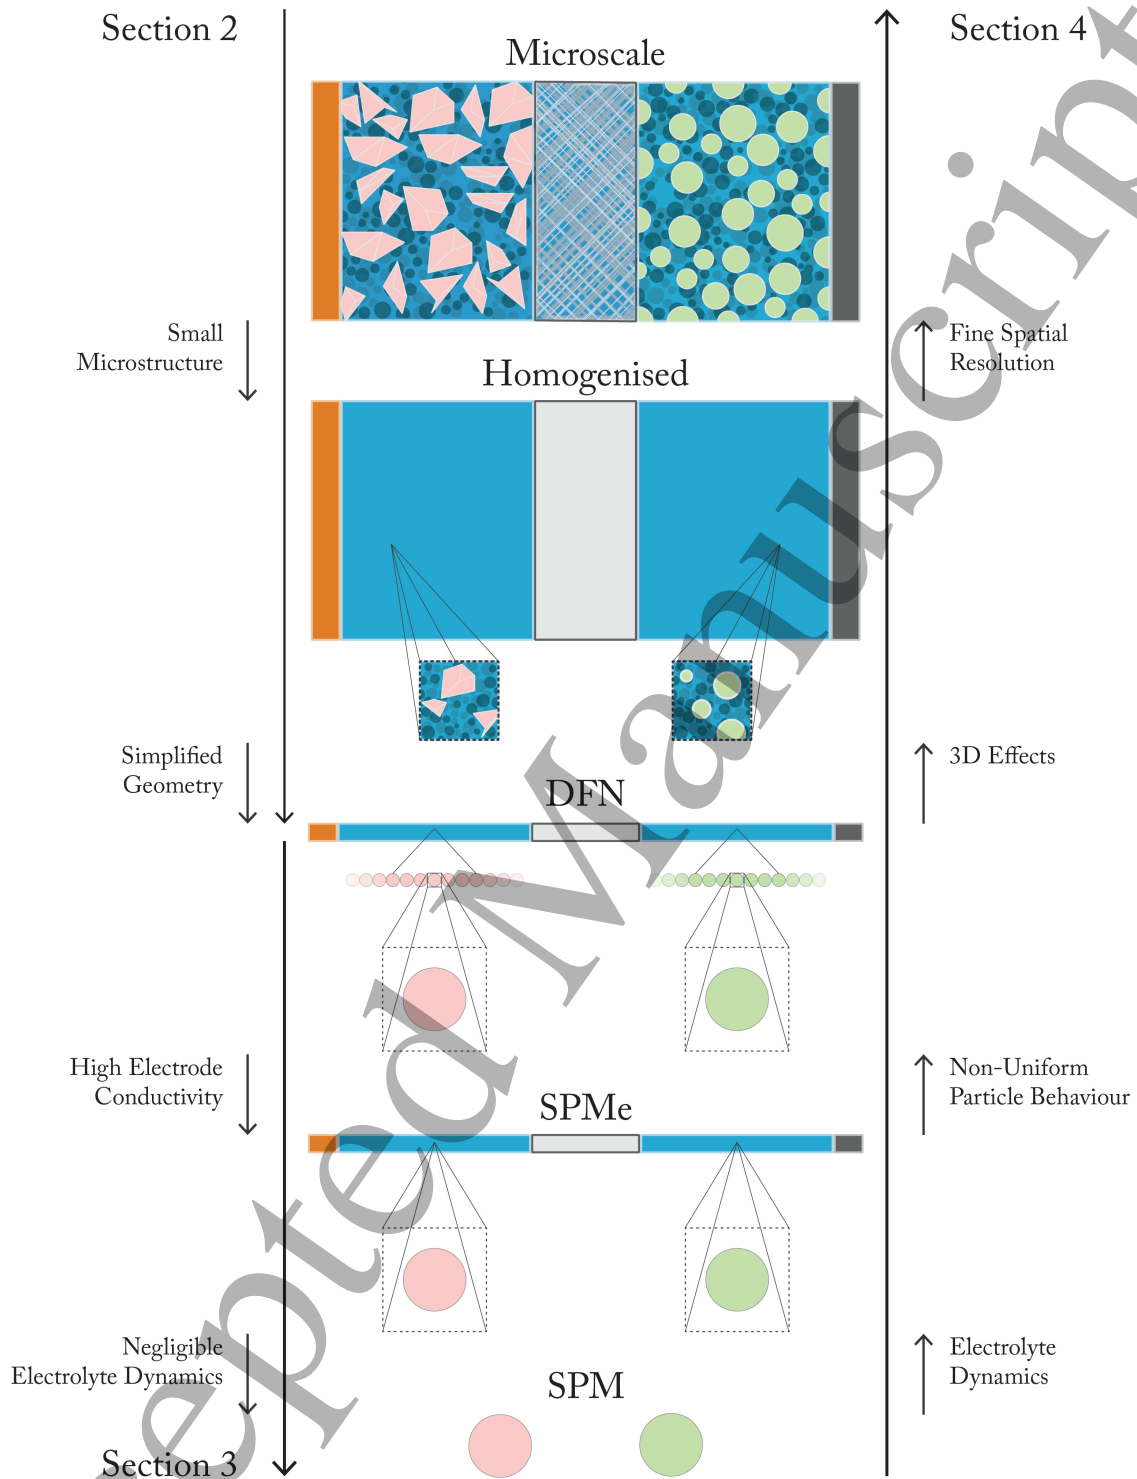 Section 2
Section 4
Microscale
Small
Microstructure
Fine Spatial
Resolution
Homogenised
Simplified
Geometry
3D Effects
DFN
High Electrode
Conductivity
Non-Uniform
Particle Behaviour
SPMe
Negligible
Electrolyte Dynamics
Electrolyte
Dynamics
SPM
Section 3
epted Manuscript